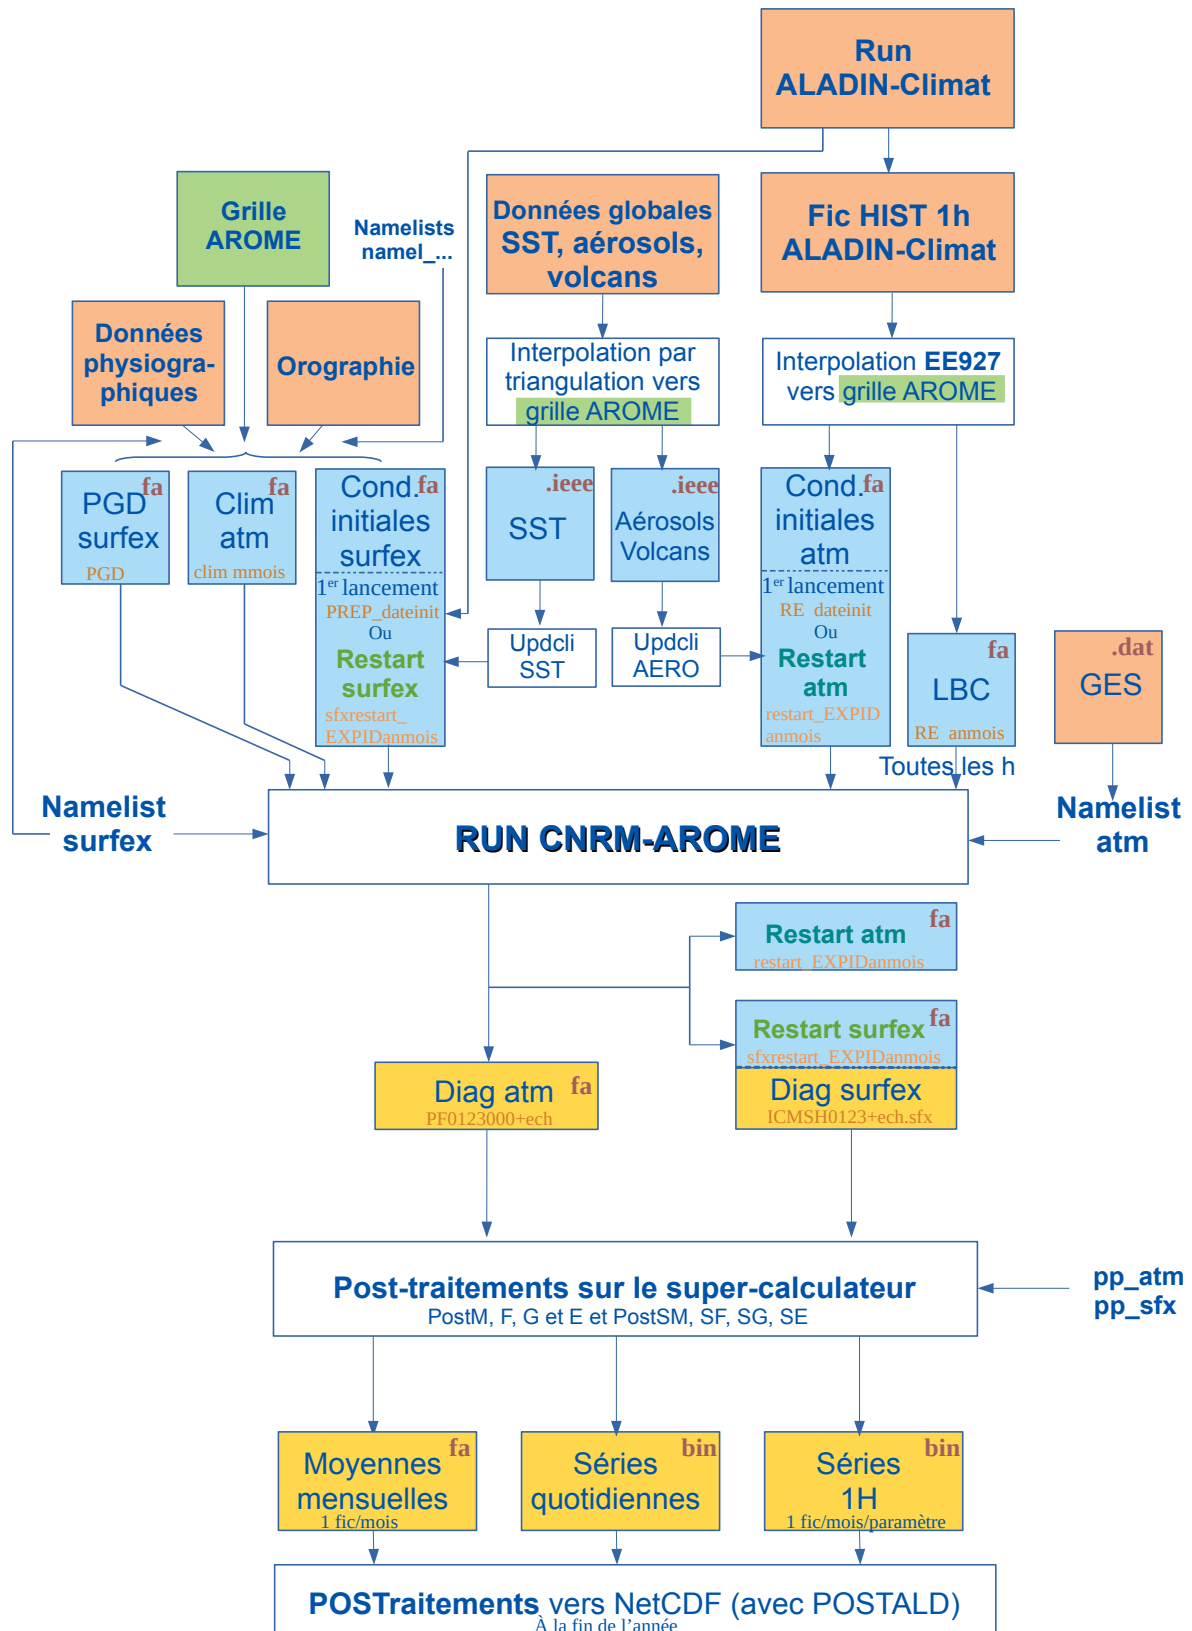 Run
ALADIN-Climat
Grille
AROME
Namelists
namel_...
Données globales
SST, aérosols,
volcans
Fic HIST 1h
ALADIN-Climat
Données
physiogra-
phiques
Orographie
Interpolation par
triangulation vers
grille AROME
Interpolation EE927
vers grille AROME
fa
PGD
surfex
PGD
fa
Clim
atm
clim mmois
Cond.fa
initiales
surfex
1er lancement
PREP_dateinit
Ou
Restart
surfex
sfxrestart_
EXPIDanmois
.ieee
SST
.ieee
Aérosols
Volcans
Updcli
SST
Updcli
AERO
Cond.fa
initiales
atm
1er lancement
RE_dateinit
Ou
Restart
atm
restart_EXPID
anmois
fa
LBC
RE_anmois
Toutes les h
.dat
GES
Namelist
surfex
RUN CNRM-AROME
Namelist
atm
fa
Restart atm
restart_EXPIDanmois
fa
Restart surfex
sfxrestart_EXPIDanmois
Diag atm fa
PF0123000+ech
Diag surfex
ICMSH0123+ech.sfx
Post-traitements sur le super-calculateur
PostM, F, G et E et PostSM, SF, SG, SE
pp_atm
pp_sfx
fa
Moyennes
mensuelles
1 fic/mois
bin
Séries
quotidiennes
bin
Séries
1H
1 fic/mois/paramètre
POSTraitements vers NetCDF (avec POSTALD)
À la fin de l'année